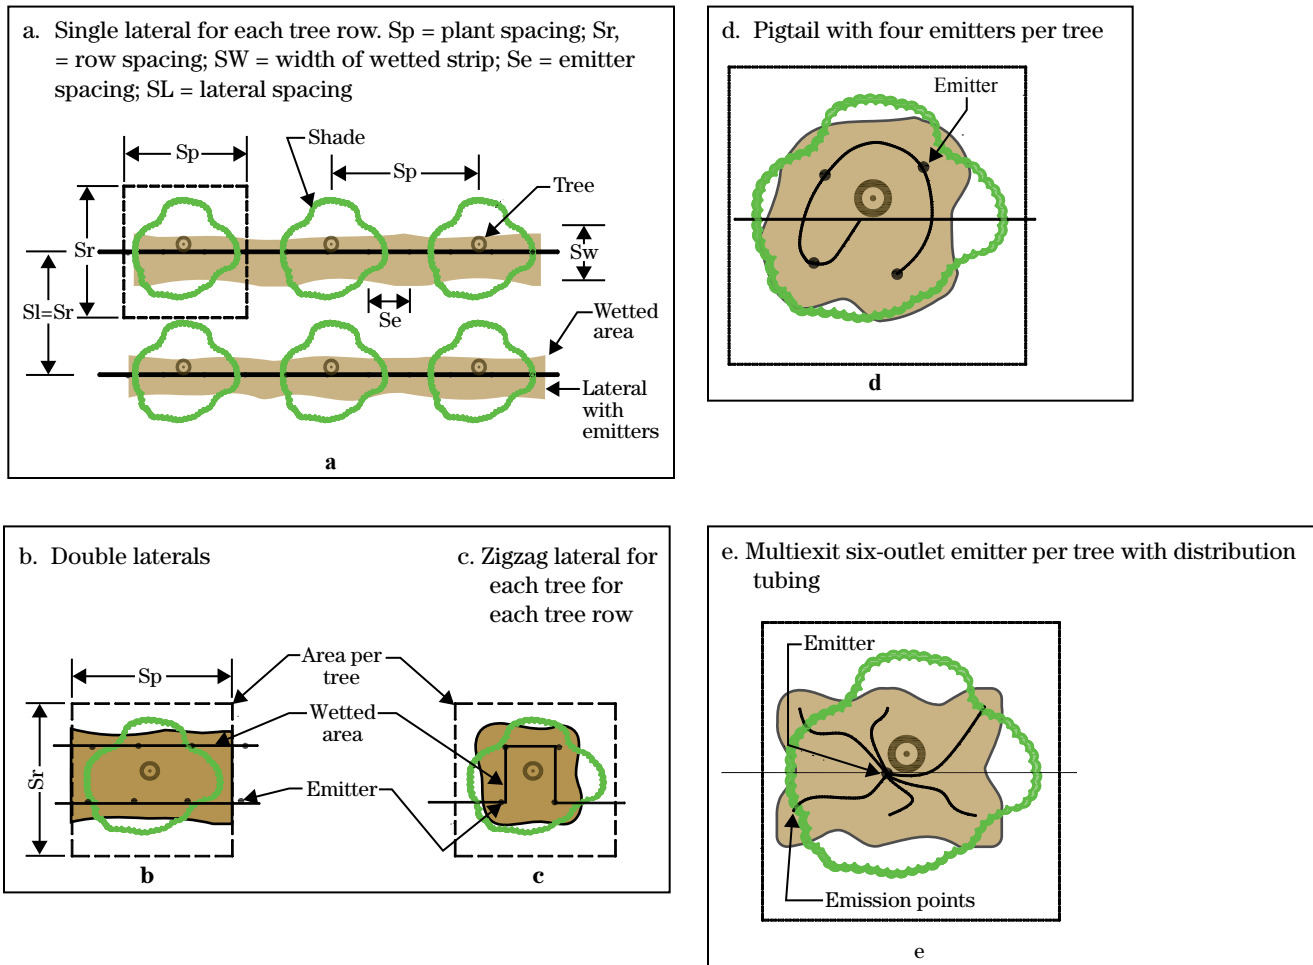 a. Single lateral for each tree row. Sp = plant spacing; Sr,
= row spacing; SW = width of wetted strip; Se = emitter
spacing; SL = lateral spacing
Shade
Sp
Sp
Tree
Sr
Sw
Sl=Sr
Se
Wetted
area
Lateral
with
emitters
a
d. Pigtail with four emitters per tree
Emitter
d
b. Double laterals
c. Zigzag lateral for
each tree for
each tree row
Area per
tree
Sp
Wetted
area
Sr
Emitter
b
c
e. Multiexit six-outlet emitter per tree with distribution
tubing
Emitter
Emission points
e